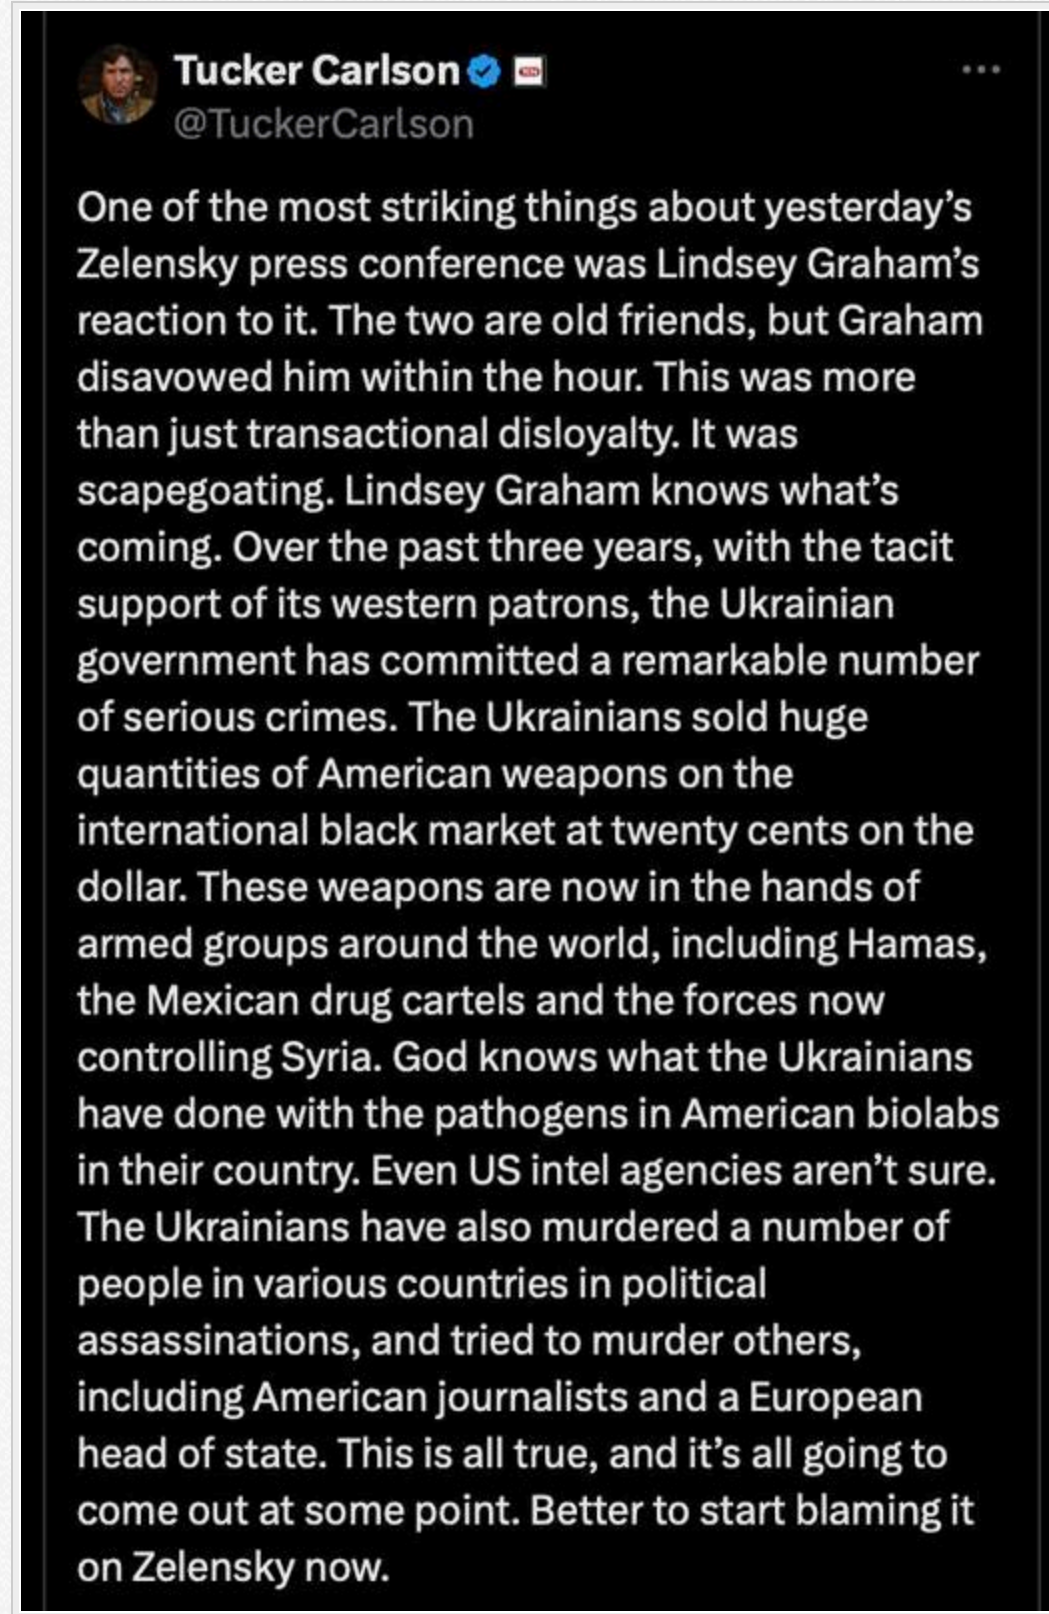 Tucker Carlson
@TuckerCarlson
One of the most striking things about yesterday’s
Zelensky press conference was Lindsey Graham’s
reaction to it. The two are old friends, but Graham
disavowed him within the hour. This was more
than just transactional disloyalty. It was
scapegoating. Lindsey Graham knows what’s
coming. Over the past three years, with the tacit
support of its western patrons, the Ukrainian
government has committed a remarkable number
of serious crimes. The Ukrainians sold huge
quantities of American weapons on the
international black market at twenty cents on the
dollar. These weapons are now in the hands of
armed groups around the world, including Hamas,
the Mexican drug cartels and the forces now
controlling Syria. God knows what the Ukrainians
have done with the pathogens in American biolabs
in their country. Even US intel agencies aren’t sure.
The Ukrainians have also murdered a number of
people in various countries in political
assassinations, and tried to murder others,
including American journalists and a European
head of state. This is all true, and it’s all going to
come out at some point. Better to start blaming it
on Zelensky now.